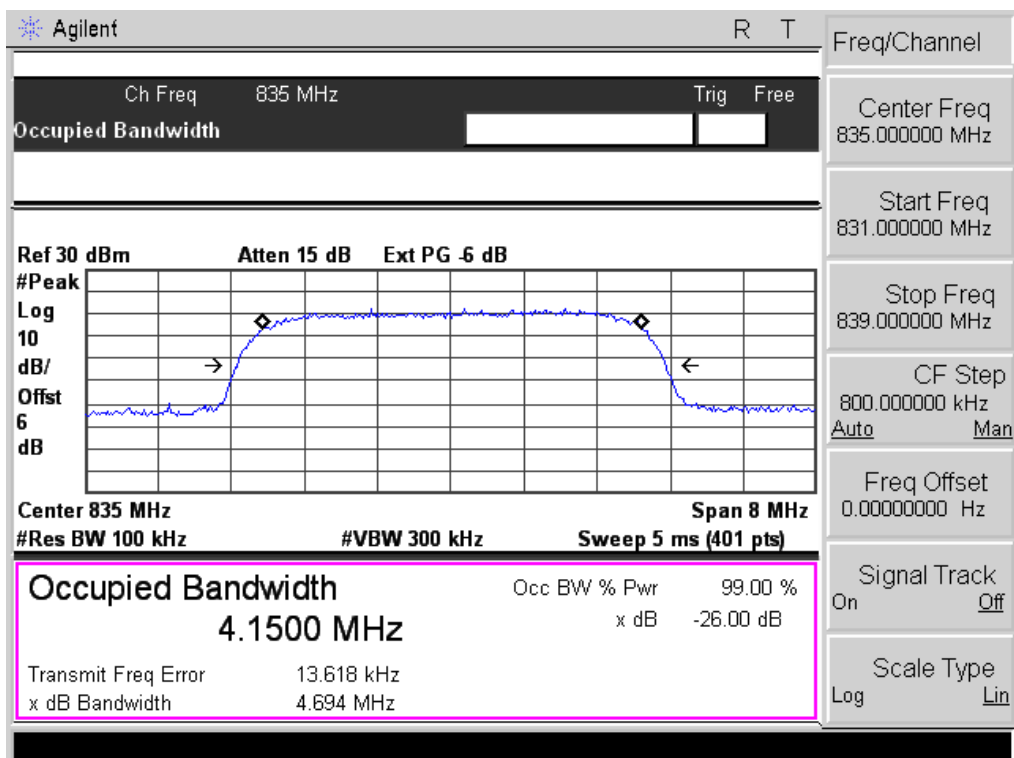 Agilent R T
Ch Freq 835 MHz Trig Free
Occupied Bandwidth
Ref 30 dBm Atten 15 dB Ext PG -6 dB
#Peak
Log
10
dB/
Offst
6
dB
Center 835 MHz Span 8 MHz
#Res BW 100 kHz #VBW 300 kHz Sweep 5 ms (401 pts)
Occupied Bandwidth Occ BW % Pwr 99.00 %
4.1500 MHz x dB -26.00 dB
Transmit Freq Error 13.618 kHz
x dB Bandwidth 4.694 MHz
Freq/Channel
Center Freq
835.000000 MHz
Start Freq
831.000000 MHz
Stop Freq
839.000000 MHz
CF Step
800.000000 kHz
Auto Man
Freq Offset
0.00000000 Hz
Signal Track
On Off
Scale Type
Log Lin